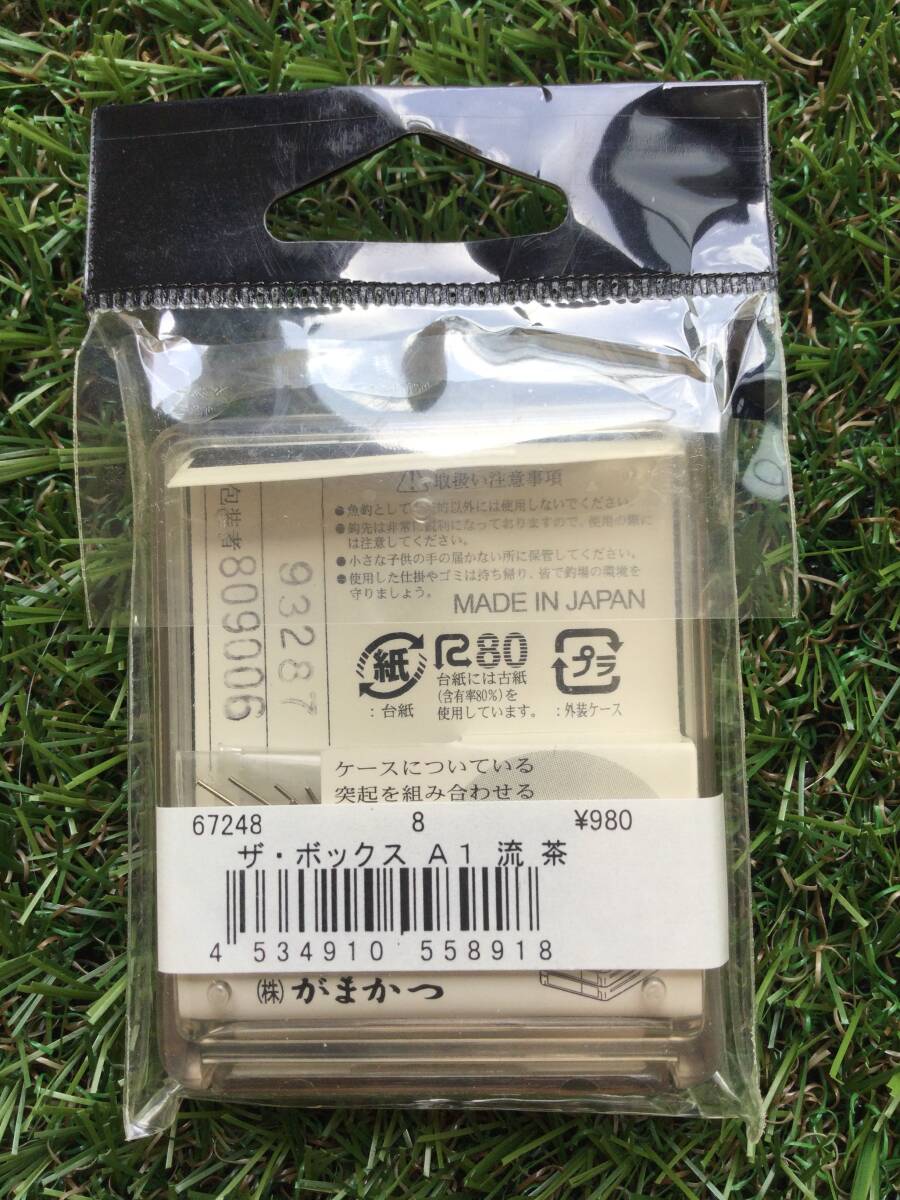 取扱い注意事項
●魚釣として 的以外には使用しないでください。
●鈎先は非常に鋭利になっておりますので、使用の際に
は注意してください。
●小さな子供の手の届かない所に保管してください。
●使用した仕掛やゴミは持ち帰り、皆で釣場の環境を
守りましょう。
MADE IN JAPAN
包装者
809006
93287
紙
:台紙
R80
台紙には古紙
(含有率80%)を
使用しています。
プラ
:外装ケース
ケースについている
突起を組み合わせる
67248 8 ¥980
ザ・ボックス A1 流 茶
4 534910 558918
(株)がまかつ